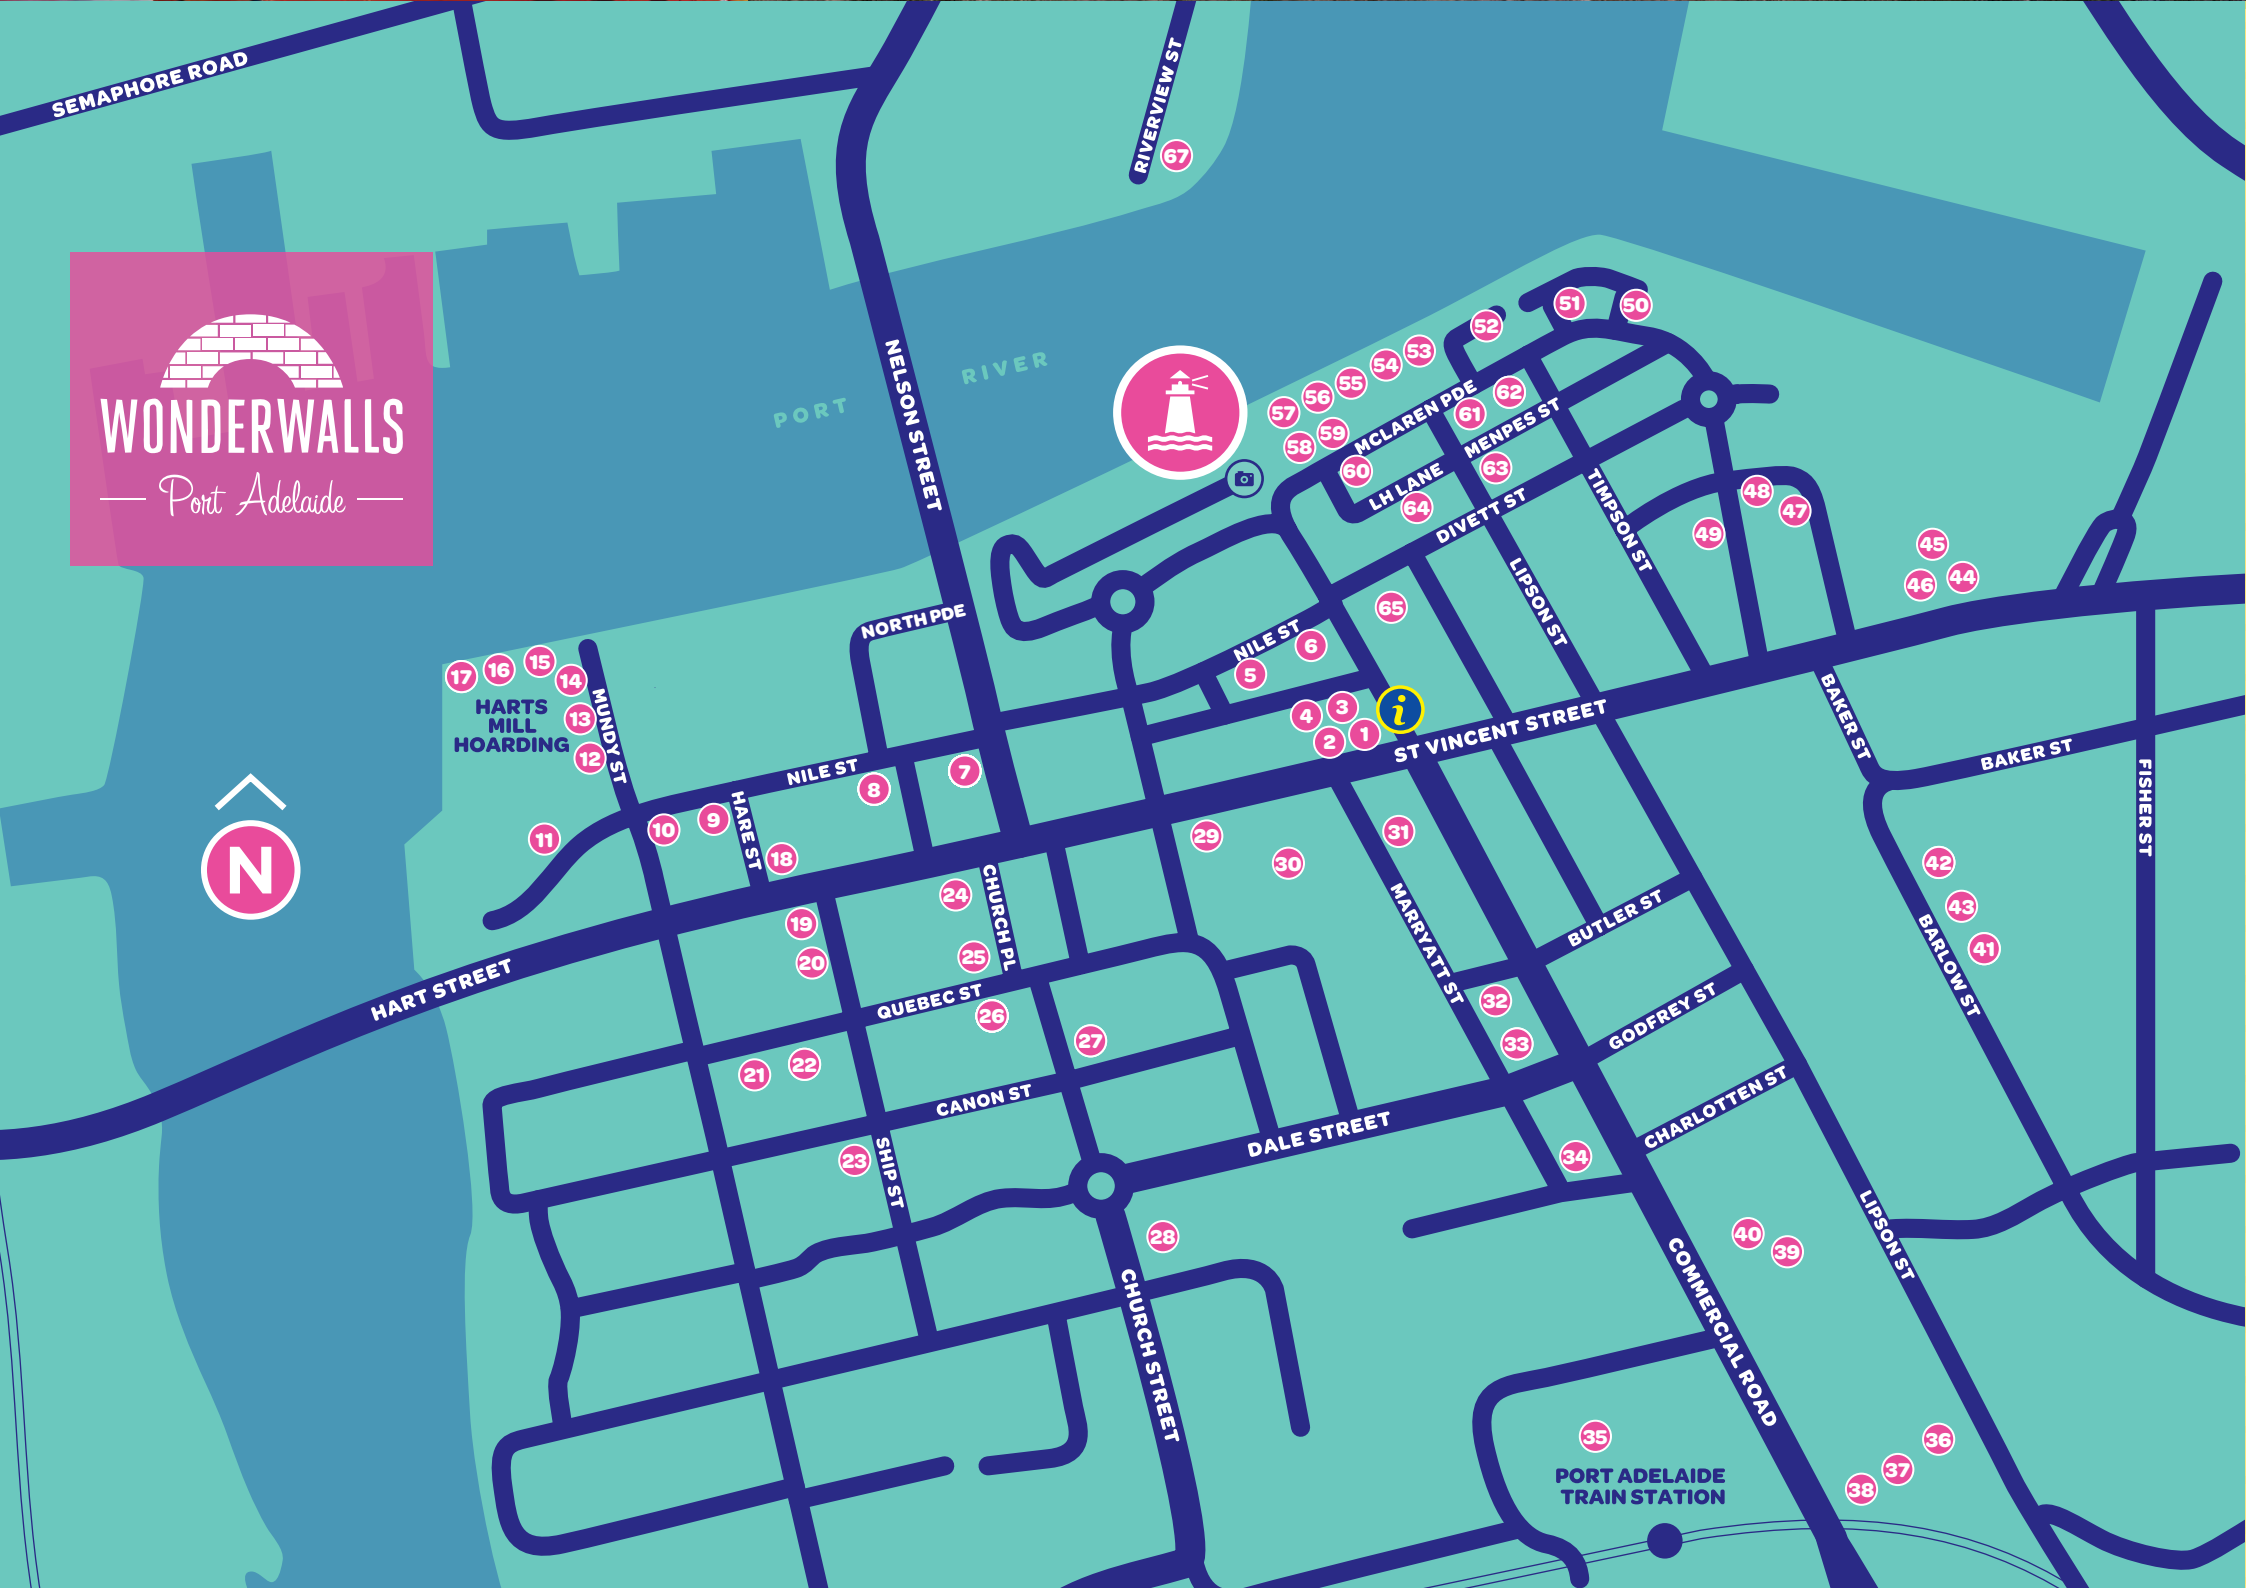 SEMAPHORE ROAD
RIVERVIEW ST
67
WONDERWALLS
Port Adelaide
NELSON STREET
PORT
RIVER
51
50
52
53
54
55
56
57
58
59
MCLAREN PDE
62
61
MENPES ST
60
LH LANE
63
64
DIVETT ST
TIMPSON ST
48
47
49
45
46
44
LIPSON ST
65
NORTH PDE
NILE ST
6
5
17
16
15
14
HARTS
MILL
HOARDING
13
12
MUNDY ST
4
3
2
1
i
ST VINCENT STREET
BAKER ST
BAKER ST
FISHER ST
NILE ST
7
8
HARE ST
9
10
11
18
N
29
30
31
CHURCH PL
24
19
20
25
MARRYATT ST
BUTLER ST
42
43
41
BARLOW ST
HART STREET
QUEBEC ST
26
32
33
GODFREY ST
27
21
22
CANON ST
CHARLOTTEN ST
DALE STREET
23
SHIP ST
34
28
40
39
LIPSON ST
CHURCH STREET
COMMERCIAL ROAD
35
PORT ADELAIDE
TRAIN STATION
36
37
38